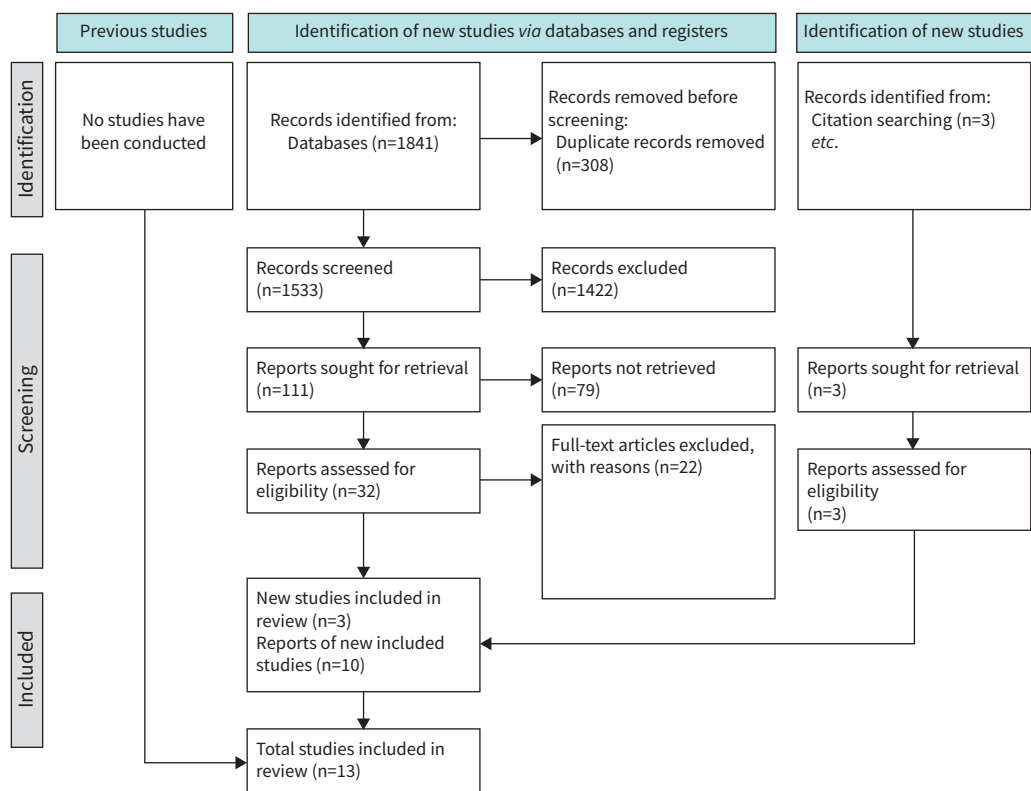 Previous studies
Identification of new studies via databases and registers
Identification of new studies
Identification
No studies have
been conducted
Records identified from:
Databases (n=1841)
Records removed before
screening:
Duplicate records removed
(n=308)
Records identified from:
Citation searching (n=3)
etc.
Screening
Records screened
(n=1533)
Records excluded
(n=1422)
Reports sought for retrieval
(n=111)
Reports not retrieved
(n=79)
Reports sought for retrieval
(n=3)
Reports assessed for
eligibility (n=32)
Full-text articles excluded,
with reasons (n=22)
Reports assessed for
eligibility
(n=3)
Included
New studies included in
review (n=3)
Reports of new included
studies (n=10)
Total studies included in
review (n=13)